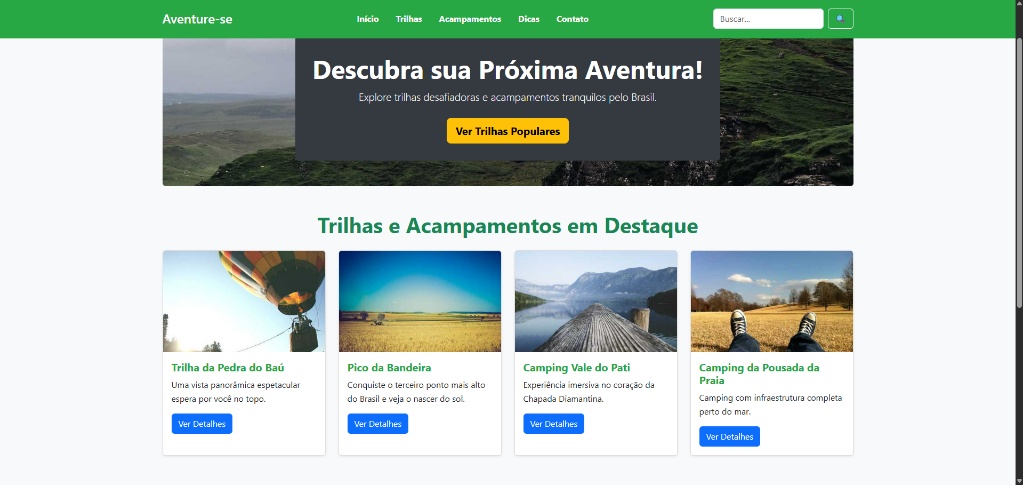 Aventure-se
Início Trilhas Acampamentos Dicas Contato
Buscar...
Descubra sua Próxima Aventura!
Explore trilhas desafiadoras e acampamentos tranquilos pelo Brasil.
Ver Trilhas Populares
Trilhas e Acampamentos em Destaque
Trilha da Pedra do Baú
Uma vista panorâmica espetacular
espera por você no topo.
Ver Detalhes
Pico da Bandeira
Conquiste o terceiro ponto mais alto
do Brasil e veja o nascer do sol.
Ver Detalhes
Camping Vale do Pati
Experiência imersiva no coração da
Chapada Diamantina.
Ver Detalhes
Camping da Pousada da
Praia
Camping com infraestrutura completa
perto do mar.
Ver Detalhes